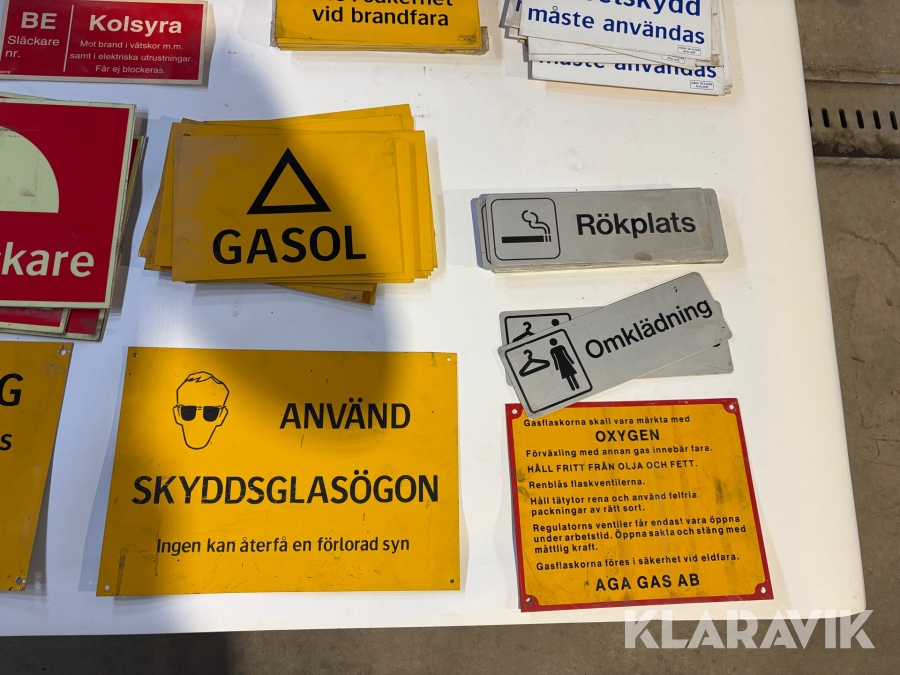 BE
Släckare
nr.
Kolsyra
Mot brand i vätskor m.m.
samt i elektriska utrustningar.
Får ej blockeras.
vid brandfara
måste användas
måste användas
GASOL
Rökplats
Omklädning
G
s
ANVÄND
SKYDDSGLASÖGON
Ingen kan återfå en förlorad syn
Gasflaskorna skall vara märkta med
OXYGEN
Förväxling med annan gas innebär fara.
HÅLL FRITT FRÅN OLJA OCH FETT.
Renblås flaskventilerna.
Håll tätytor rena och använd felfria
packningar av rätt sort.
Regulatorns ventiler får endast vara öppna
under arbetstid. Öppna sakta och stäng med
måttlig kraft.
Gasflaskorna föres i säkerhet vid eldfara.
AGA GAS AB
KLARAVIK